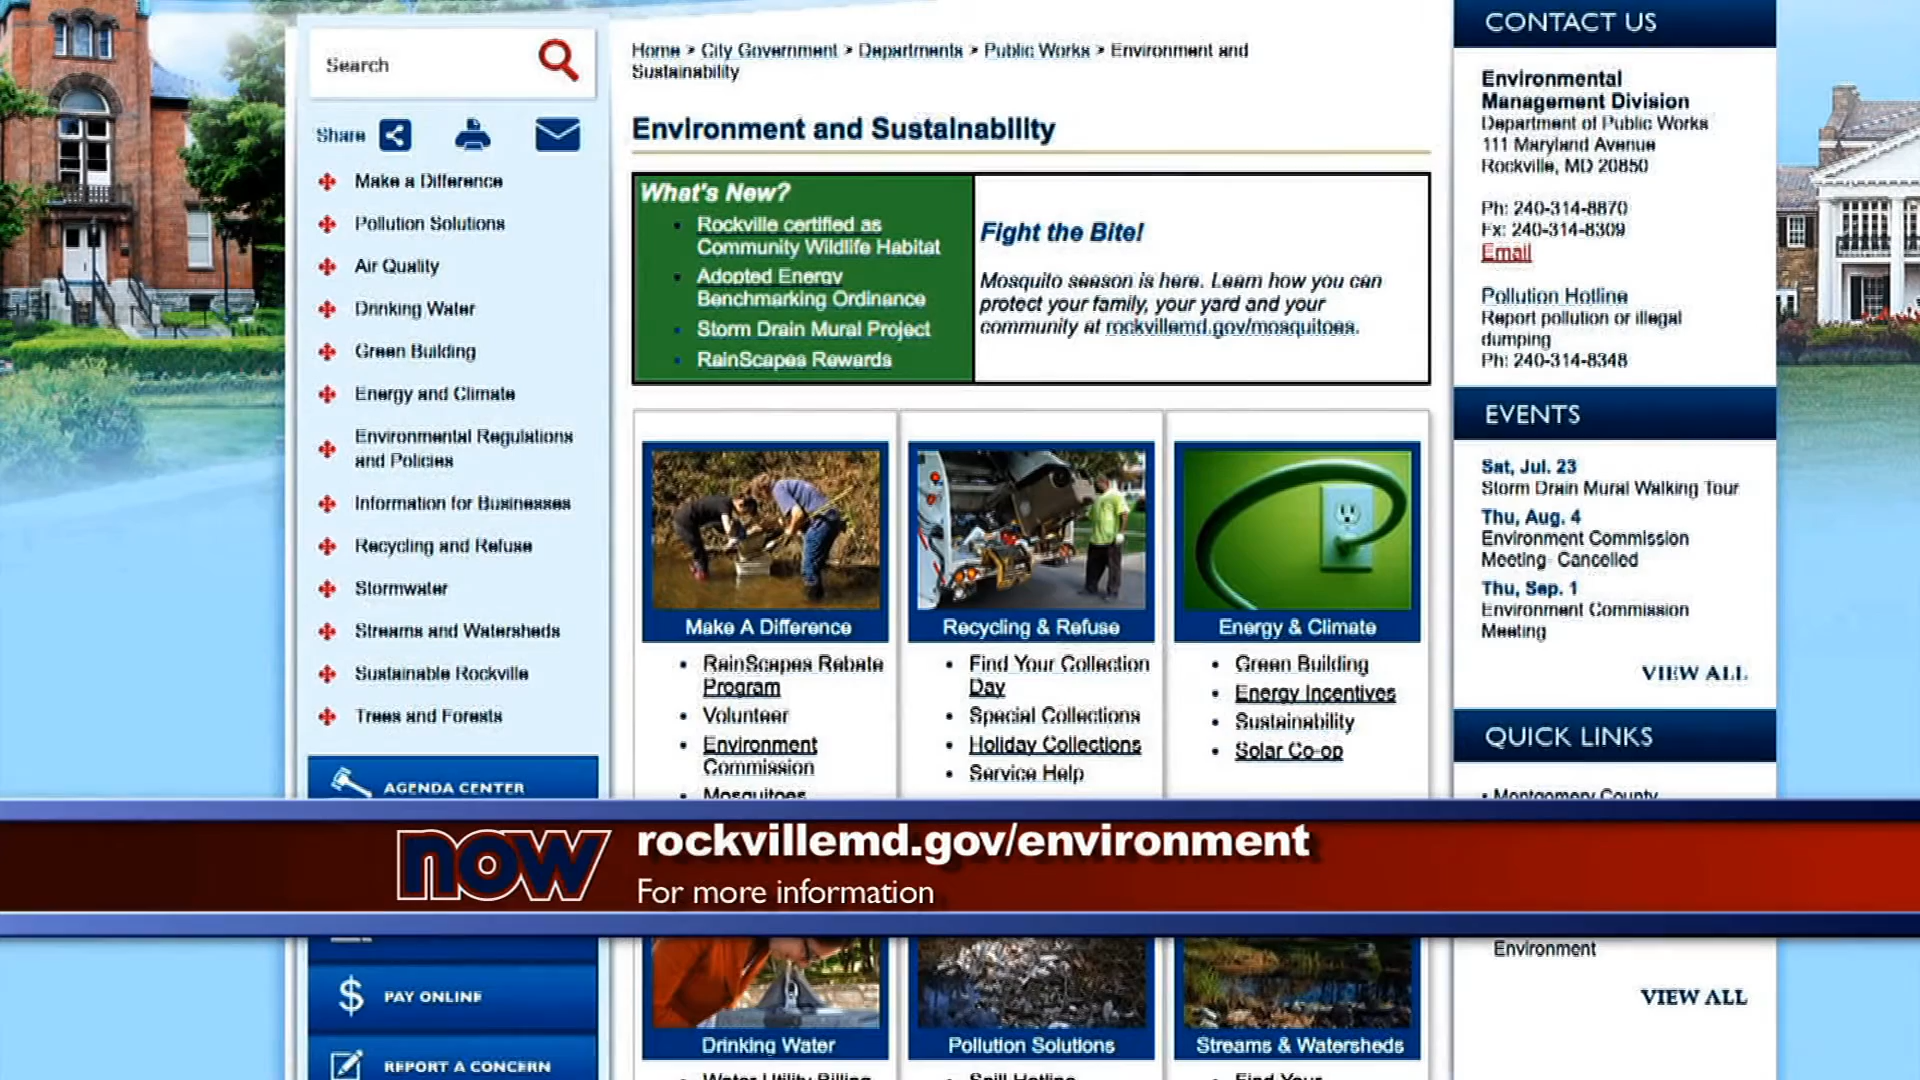 Search
Share
Make a Difference
Pollution Solutions
Air Quality
Drinking Water
Green Building
Energy and Climate
Environmental Regulations
and Policies
Information for Businesses
Recycling and Refuse
Stormwater
Streams and Watersheds
Sustainable Rockville
Trees and Forests
AGENDA CENTER
Home > City Government > Departments > Public Works > Environment and
Sustainability
Environment and Sustainability
What's New?
Rockville certified as
Community Wildlife Habitat
Adopted Energy
Benchmarking Ordinance
Storm Drain Mural Project
RainScapes Rewards
Fight the Bite!
Mosquito season is here. Learn how you can
protect your family, your yard and your
community at rockvillemd.gov/mosquitoes.
Make A Difference
RainScapes Rebate
Program
Volunteer
Environment
Commission
Mosquitoes
Recycling & Refuse
Find Your Collection
Day
Special Collections
Holiday Collections
Service Help
Energy & Climate
Green Building
Energy Incentives
Sustainability
Solar Co-op
CONTACT US
Environmental
Management Division
Department of Public Works
111 Maryland Avenue
Rockville, MD 20850
Ph: 240-314-8870
Fx: 240-314-8309
Email
Pollution Hotline
Report pollution or illegal
dumping
Ph: 240-314-8348
EVENTS
Sat, Jul. 23
Storm Drain Mural Walking Tour
Thu, Aug. 4
Environment Commission
Meeting- Cancelled
Thu, Sep. 1
Environment Commission
Meeting
VIEW ALL
QUICK LINKS
Montgomery County
now
rockvillemd.gov/environment
For more information
PAY ONLINE
REPORT A CONCERN
Drinking Water
Water Utility Billing
Pollution Solutions
Spill Hotline
Streams & Watersheds
Find Your
Environment
VIEW ALL